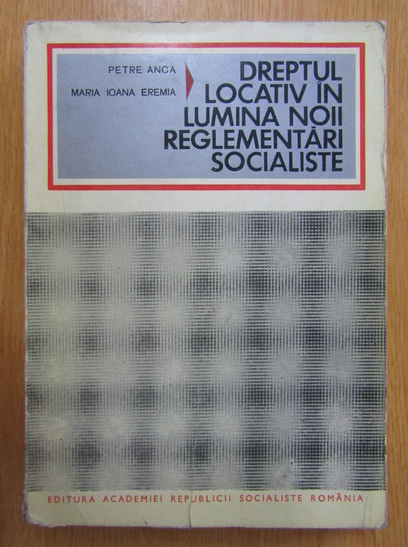 PETRE ANCA
MARIA IOANA EREMIA
DREPTUL
LOCATIV ÎN
LUMINA NOII
REGLEMENTĂRI
SOCIALISTE
EDITURA ACADEMIEI REPUBLICII SOCIALISTE ROMÂNIA